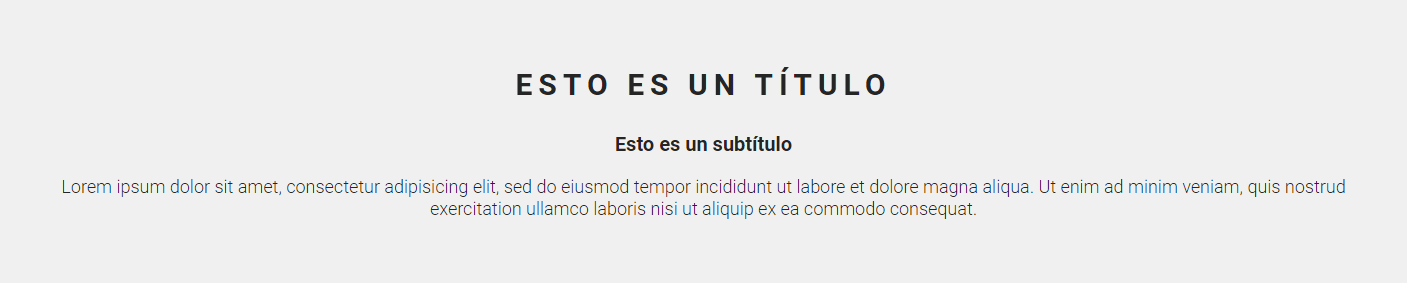 ESTO ES UN TÍTULO
Esto es un subtítulo
Lorem ipsum dolor sit amet, consectetur adipisicing elit, sed do eiusmod tempor incididunt ut labore et dolore magna aliqua. Ut enim ad minim veniam, quis nostrud
exercitation ullamco laboris nisi ut aliquip ex ea commodo consequat.